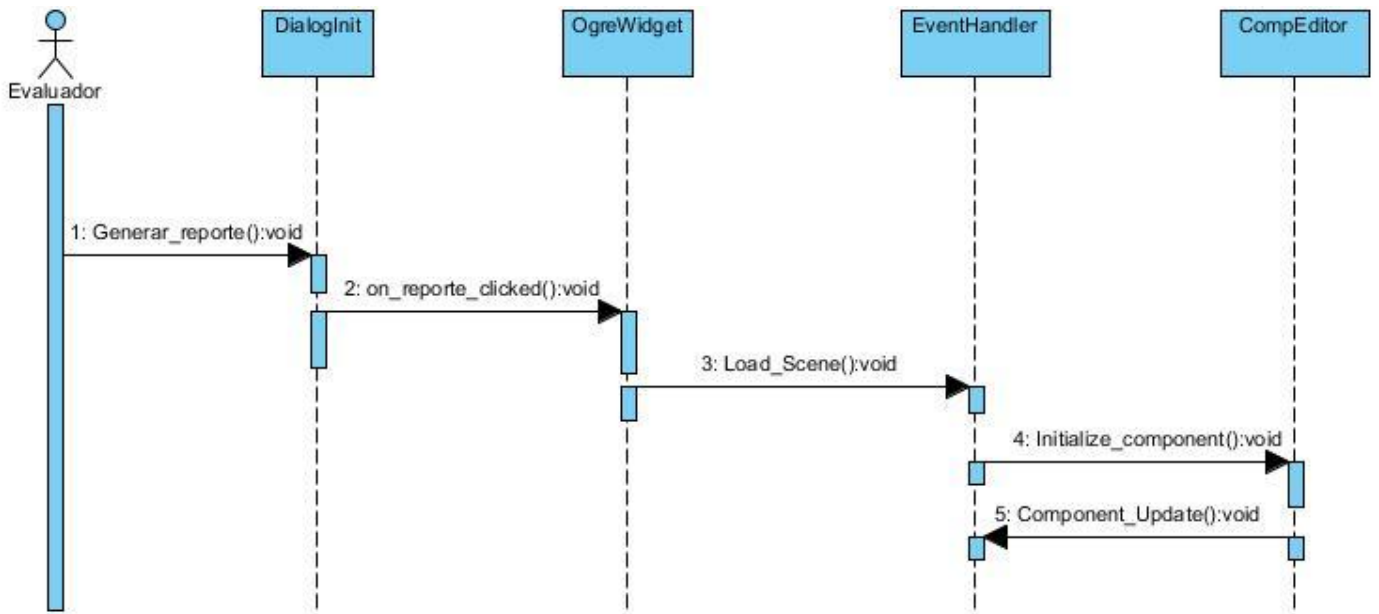 DialogInit
OgreWidget
EventHandler
CompEditor
Evaluador
1: Generar_reporte():void
2: on_reporte_clicked():void
3: Load_Scene():void
4: Initialize_component():void
5: Component_Update():void